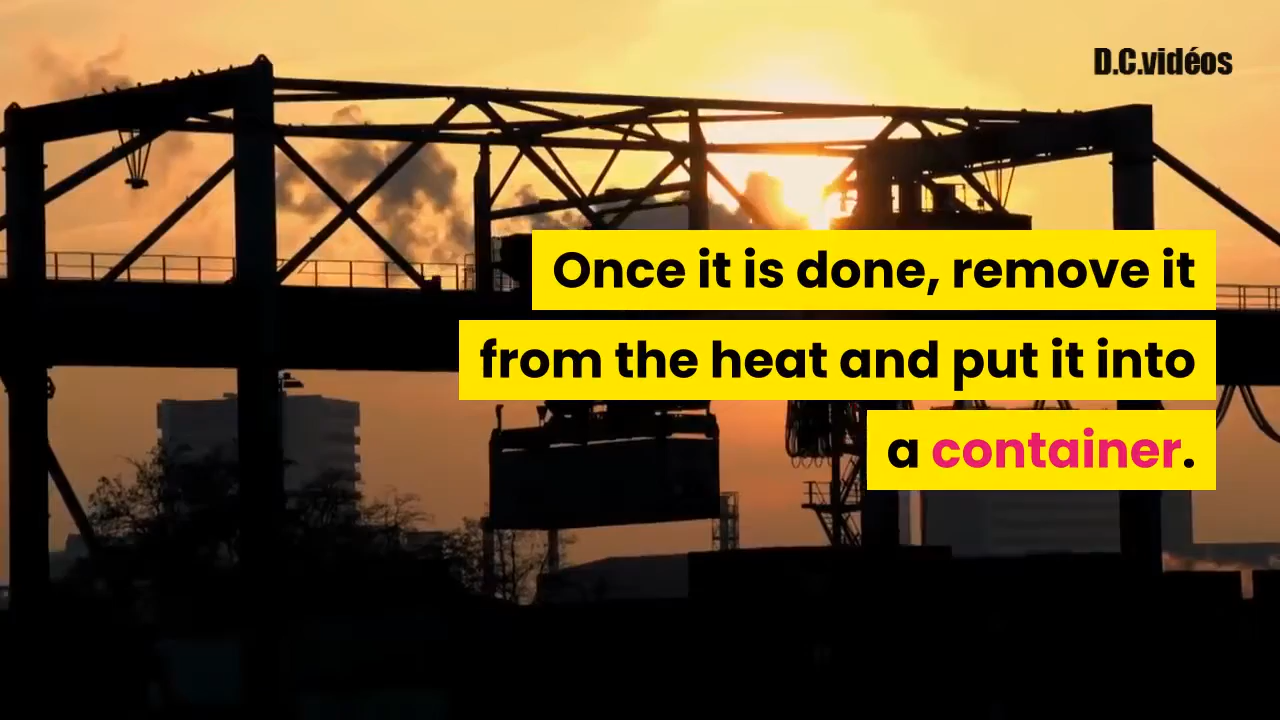 D.C.vidéos
Once it is done, remove it
from the heat and put it into
a container.